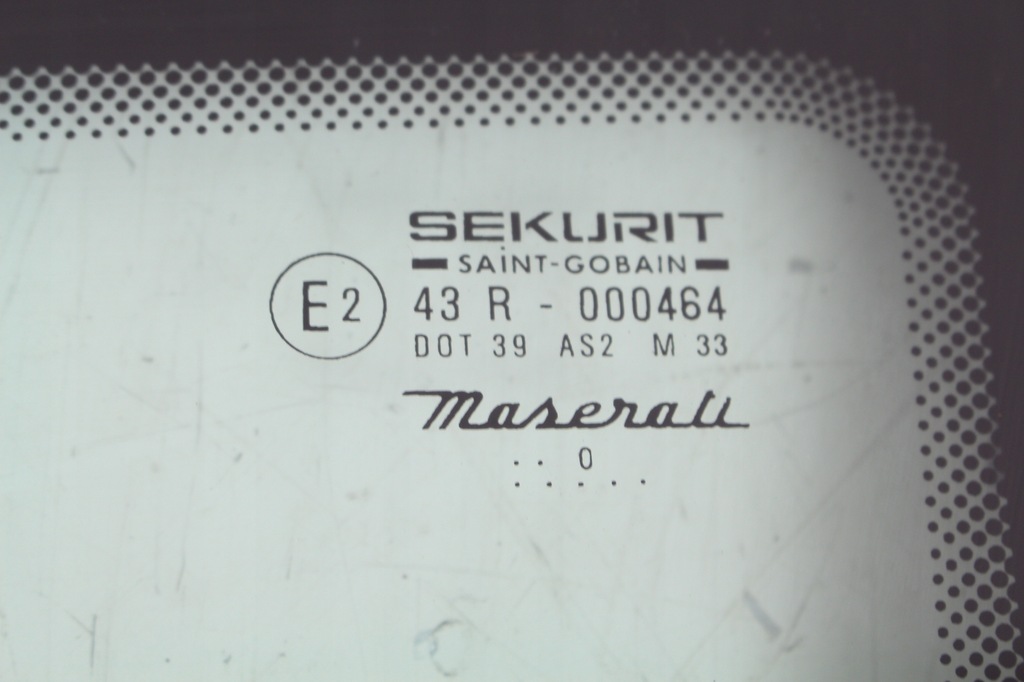 SEKURIT
SAINT-GOBAIN
E2
43 R - 000464
DOT 39 AS2 M 33
Maserati
.. 0
.....